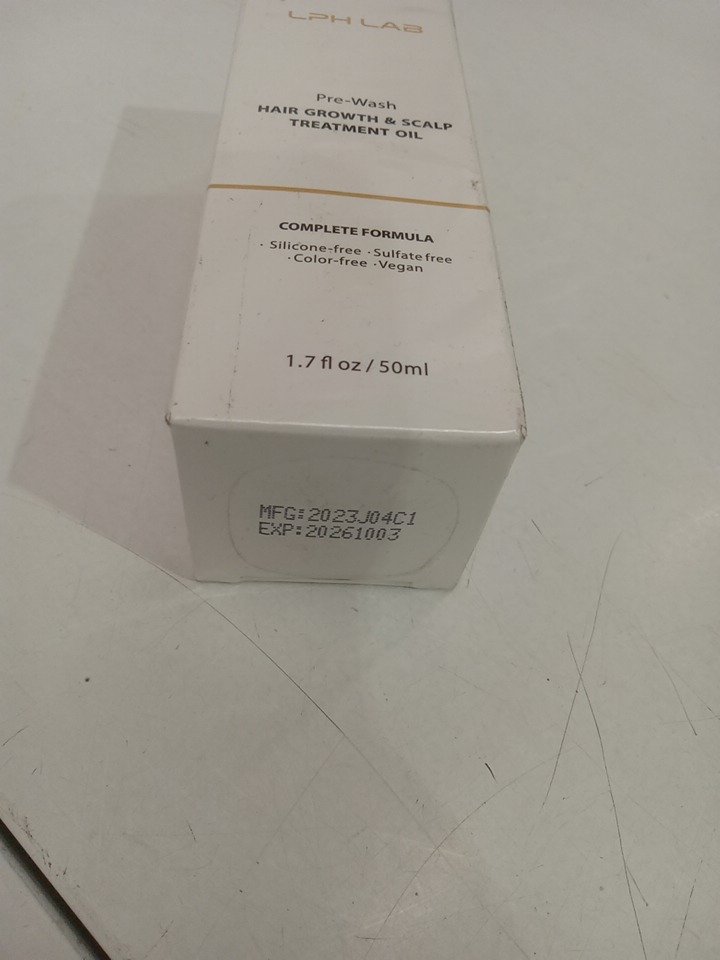 LPH LAB
Pre-Wash
HAIR GROWTH & SCALP
TREATMENT OIL
COMPLETE FORMULA
· Silicone-free · Sulfate free
· Color-free · Vegan
1.7 fl oz / 50ml
MFG:2023J04C1
EXP:20261003